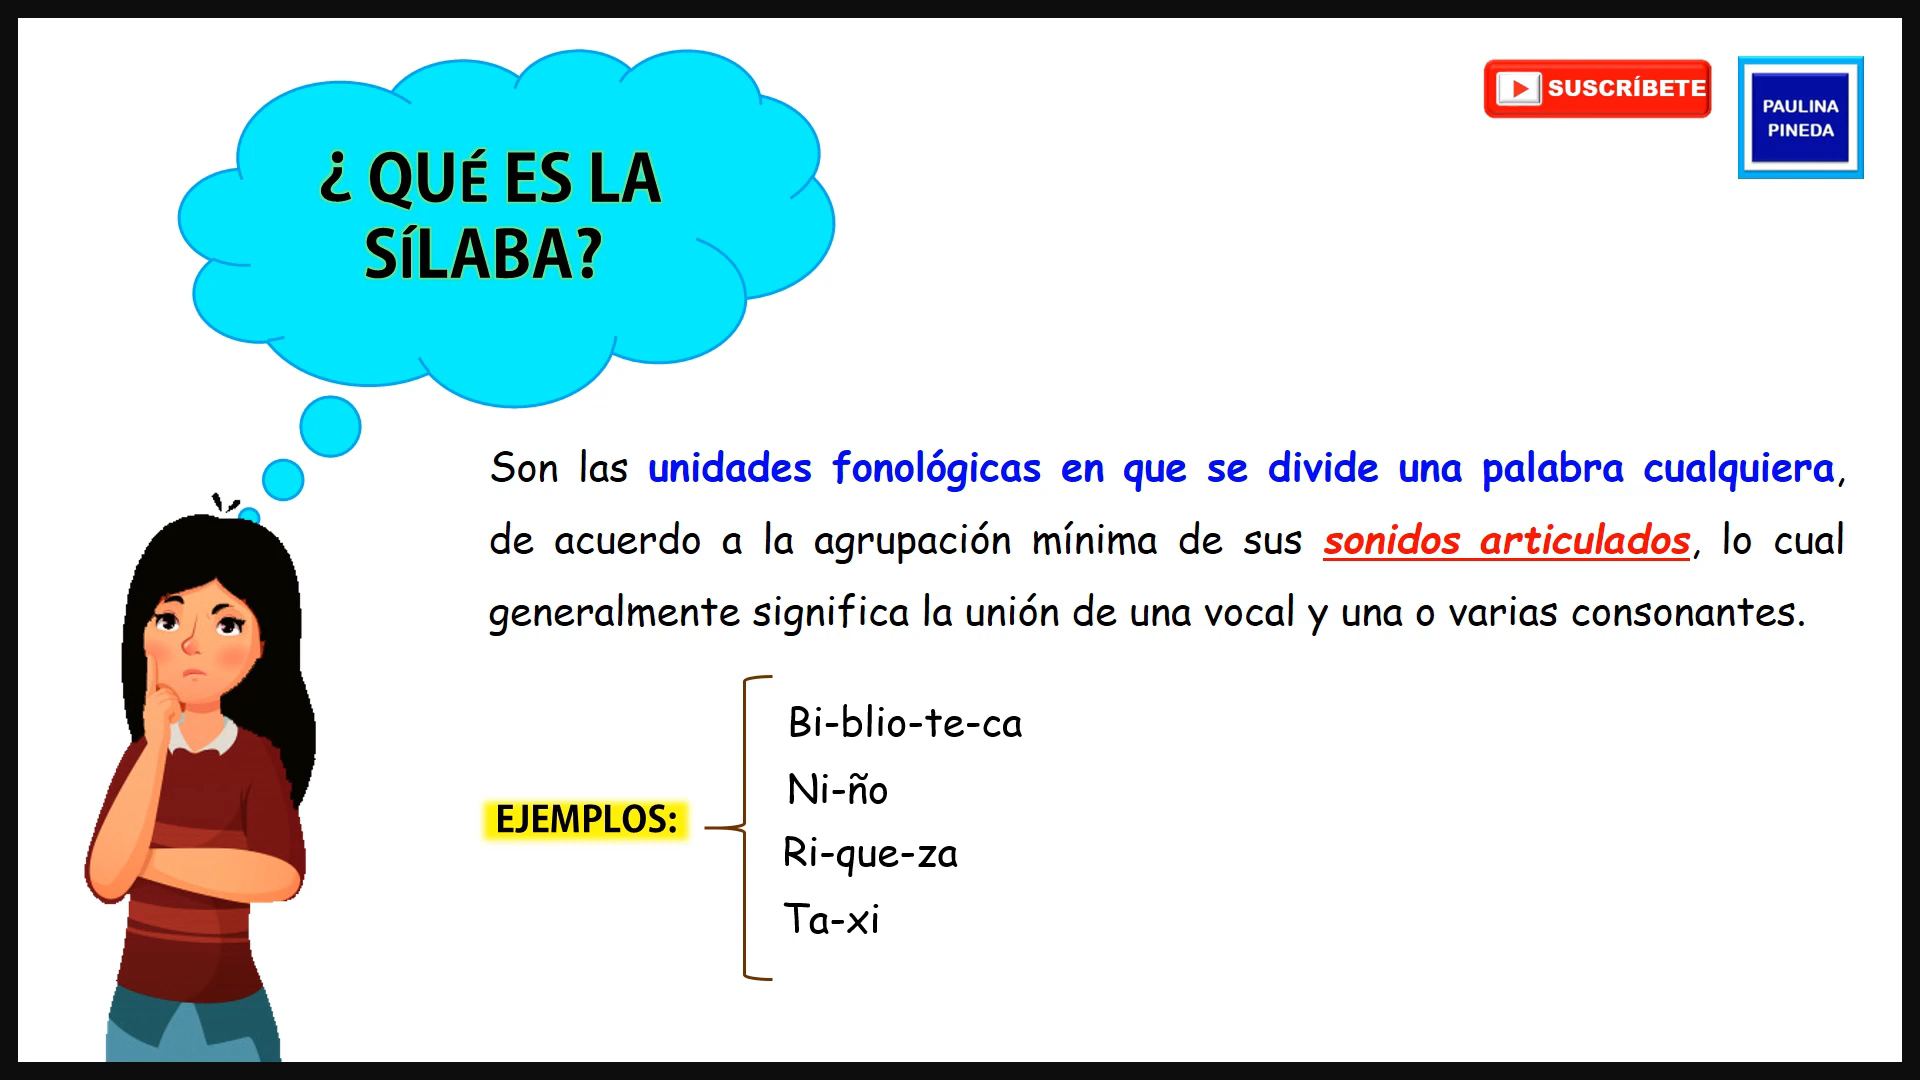 ¿ QUÉ ES LA
SÍLABA?
SUSCRÍBETE
PAULINA
PINEDA
Son las unidades fonológicas en que se divide una palabra cualquiera,
de acuerdo a la agrupación mínima de sus sonidos articulados, lo cual
generalmente significa la unión de una vocal y una o varias consonantes.
EJEMPLOS:
Bi-blio-te-ca
Ni-ño
Ri-que-za
Ta-xi